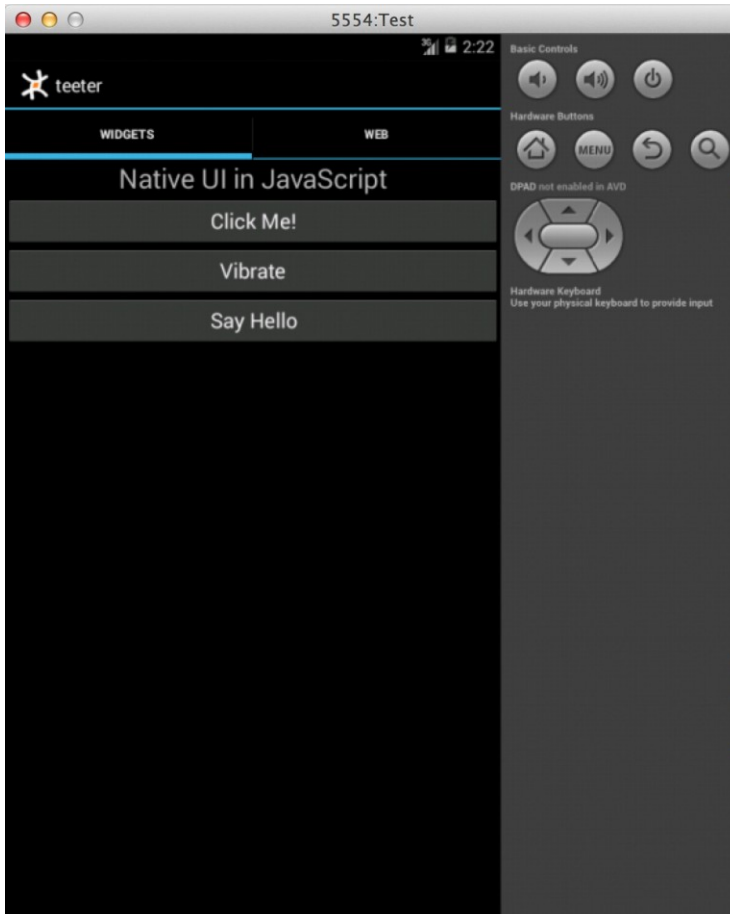 5554:Test
3G 2:22
teeter
WIDGETS WEB
Native UI in JavaScript
Click Me!
Vibrate
Say Hello
Basic Controls
Hardware Buttons
MENU
DPAD not enabled in AVD
Hardware Keyboard
Use your physical keyboard to provide input